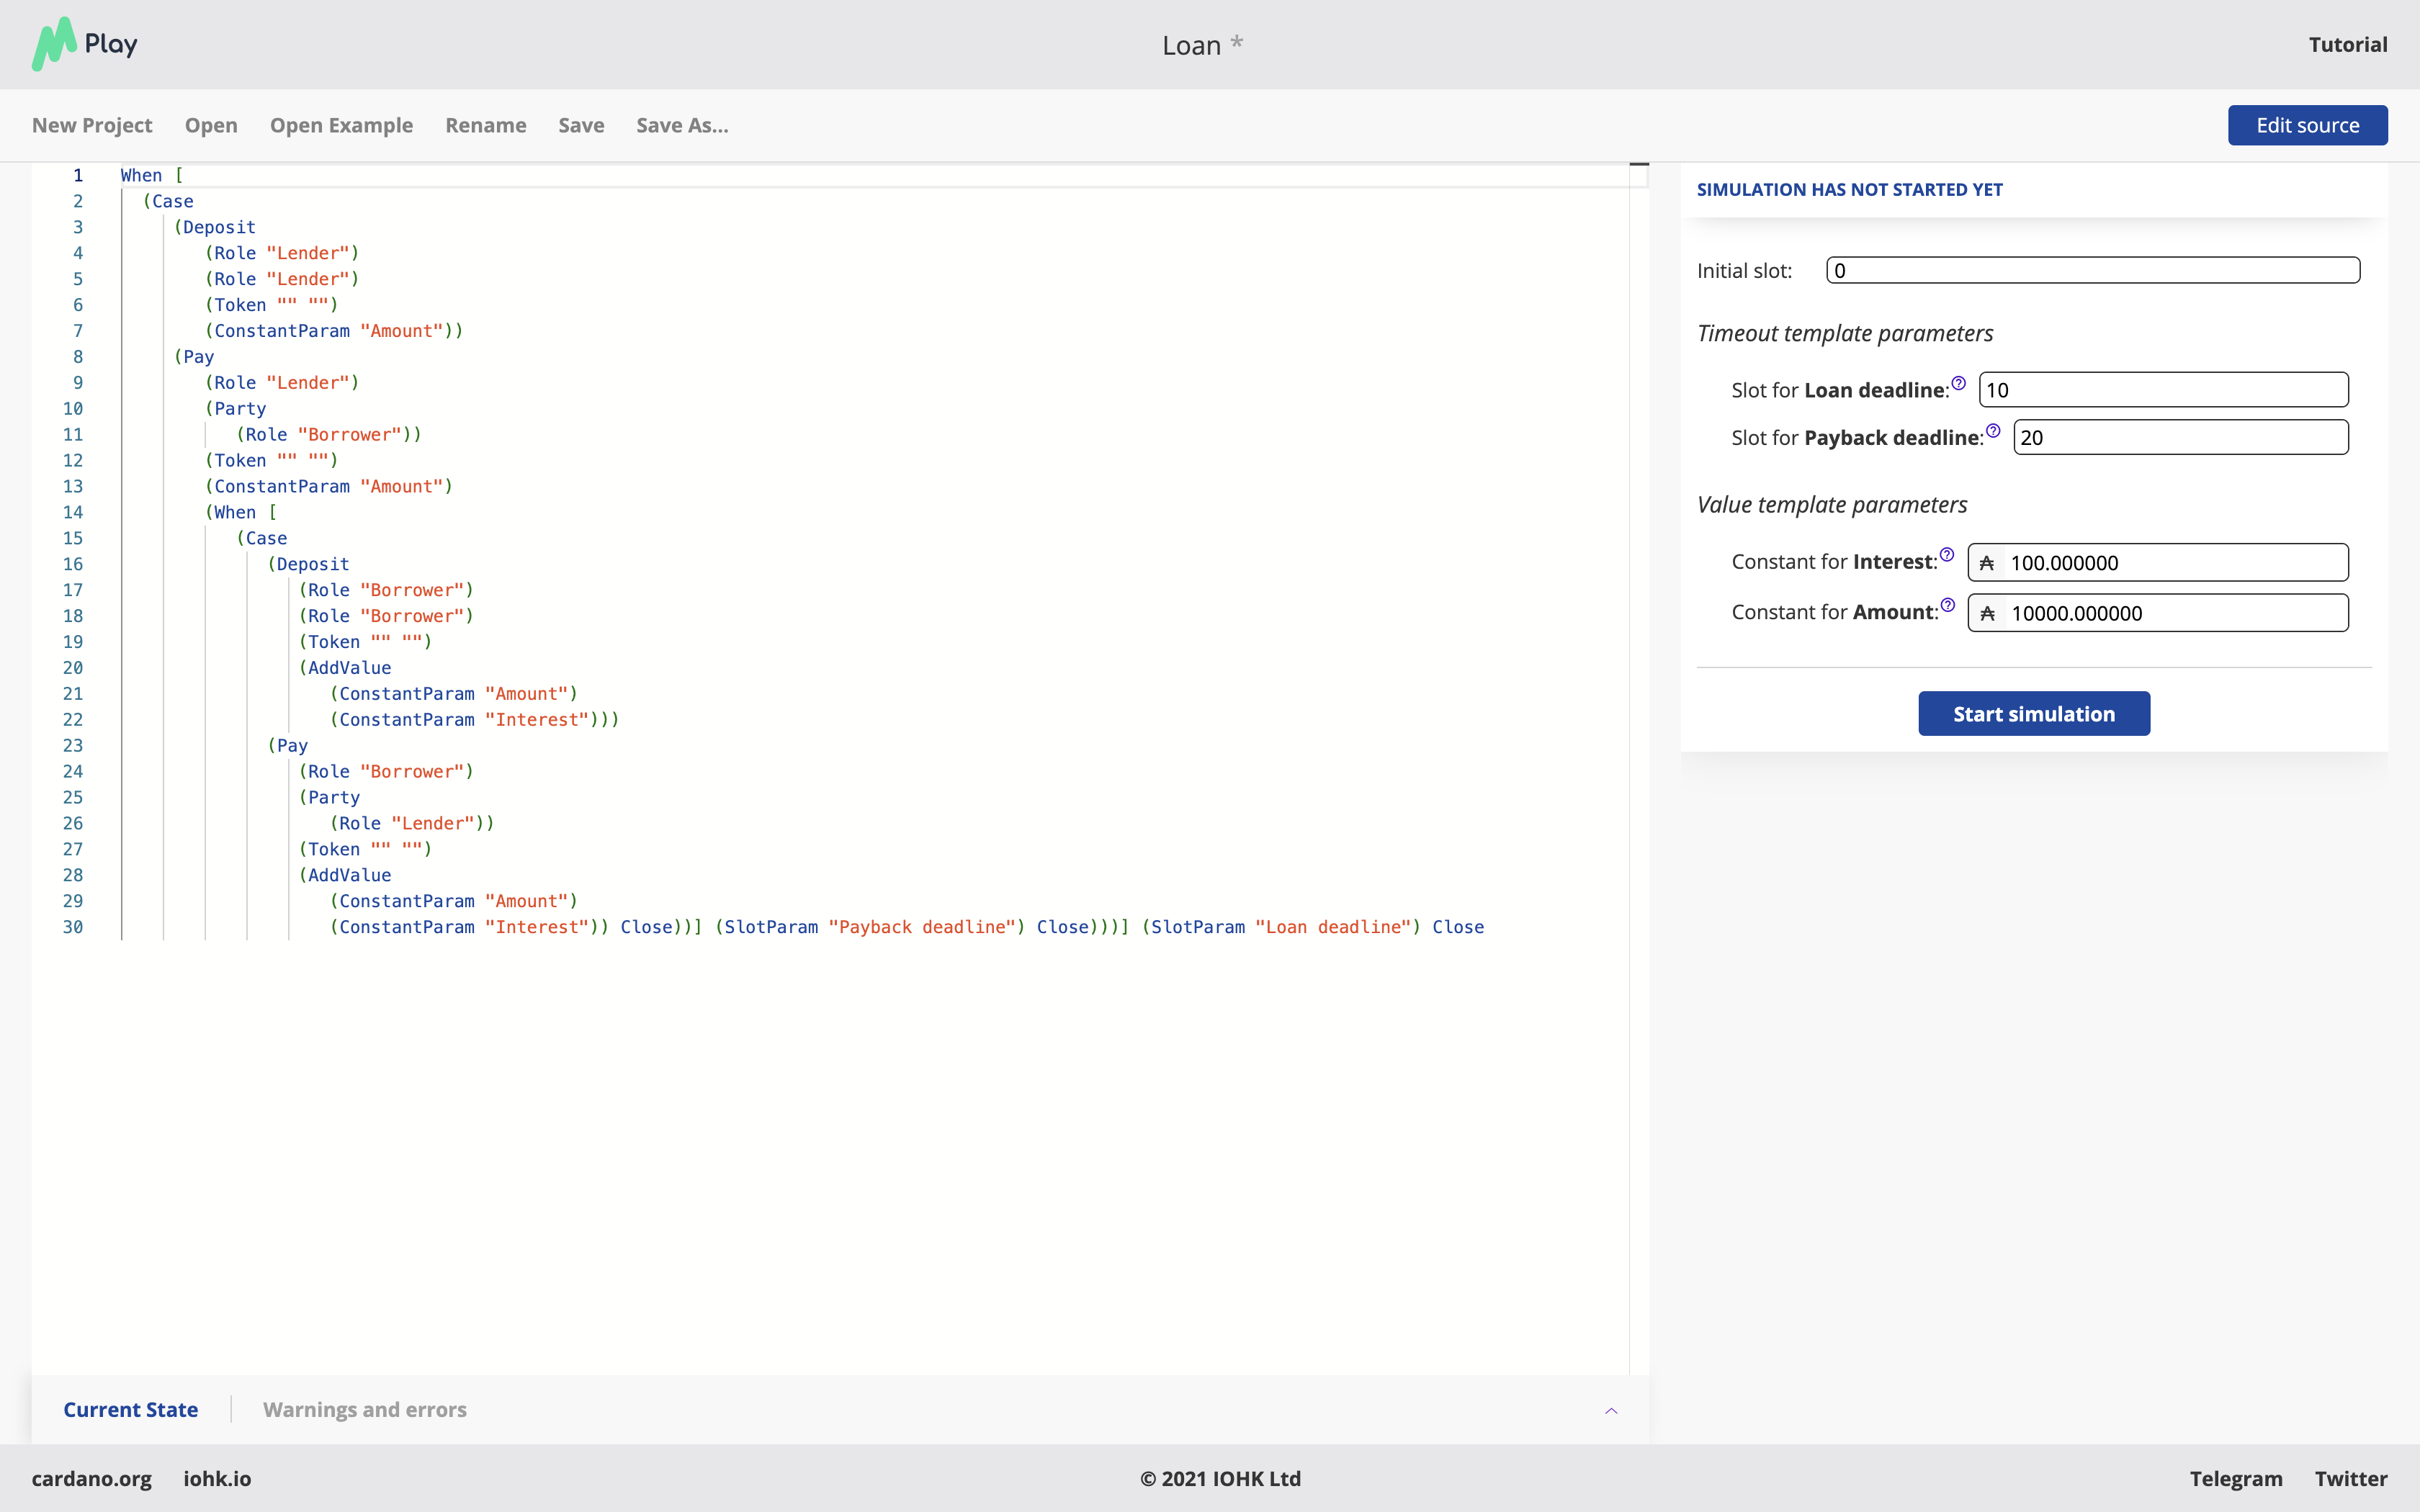 Play
Loan *
Tutorial
New Project Open Open Example Rename Save Save As...
Edit source
1 When [
2 (Case
3 (Deposit
4 (Role "Lender")
5 (Role "Lender")
6 (Token "" "")
7 (ConstantParam "Amount"))
8 (Pay
9 (Role "Lender")
10 (Party
11 (Role "Borrower"))
12 (Token "" "")
13 (ConstantParam "Amount")
14 (When [
15 (Case
16 (Deposit
17 (Role "Borrower")
18 (Role "Borrower")
19 (Token "" "")
20 (AddValue
21 (ConstantParam "Amount")
22 (ConstantParam "Interest")))
23 (Pay
24 (Role "Borrower")
25 (Party
26 (Role "Lender"))
27 (Token "" "")
28 (AddValue
29 (ConstantParam "Amount")
30 (ConstantParam "Interest")) Close))] (SlotParam "Payback deadline") Close)))] (SlotParam "Loan deadline") Close
SIMULATION HAS NOT STARTED YET
Initial slot: 0
Timeout template parameters
Slot for Loan deadline:? 10
Slot for Payback deadline:? 20
Value template parameters
Constant for Interest:? ₳ 100.000000
Constant for Amount:? ₳ 10000.000000
Start simulation
Current State Warnings and errors
cardano.org iohk.io
© 2021 IOHK Ltd
Telegram Twitter